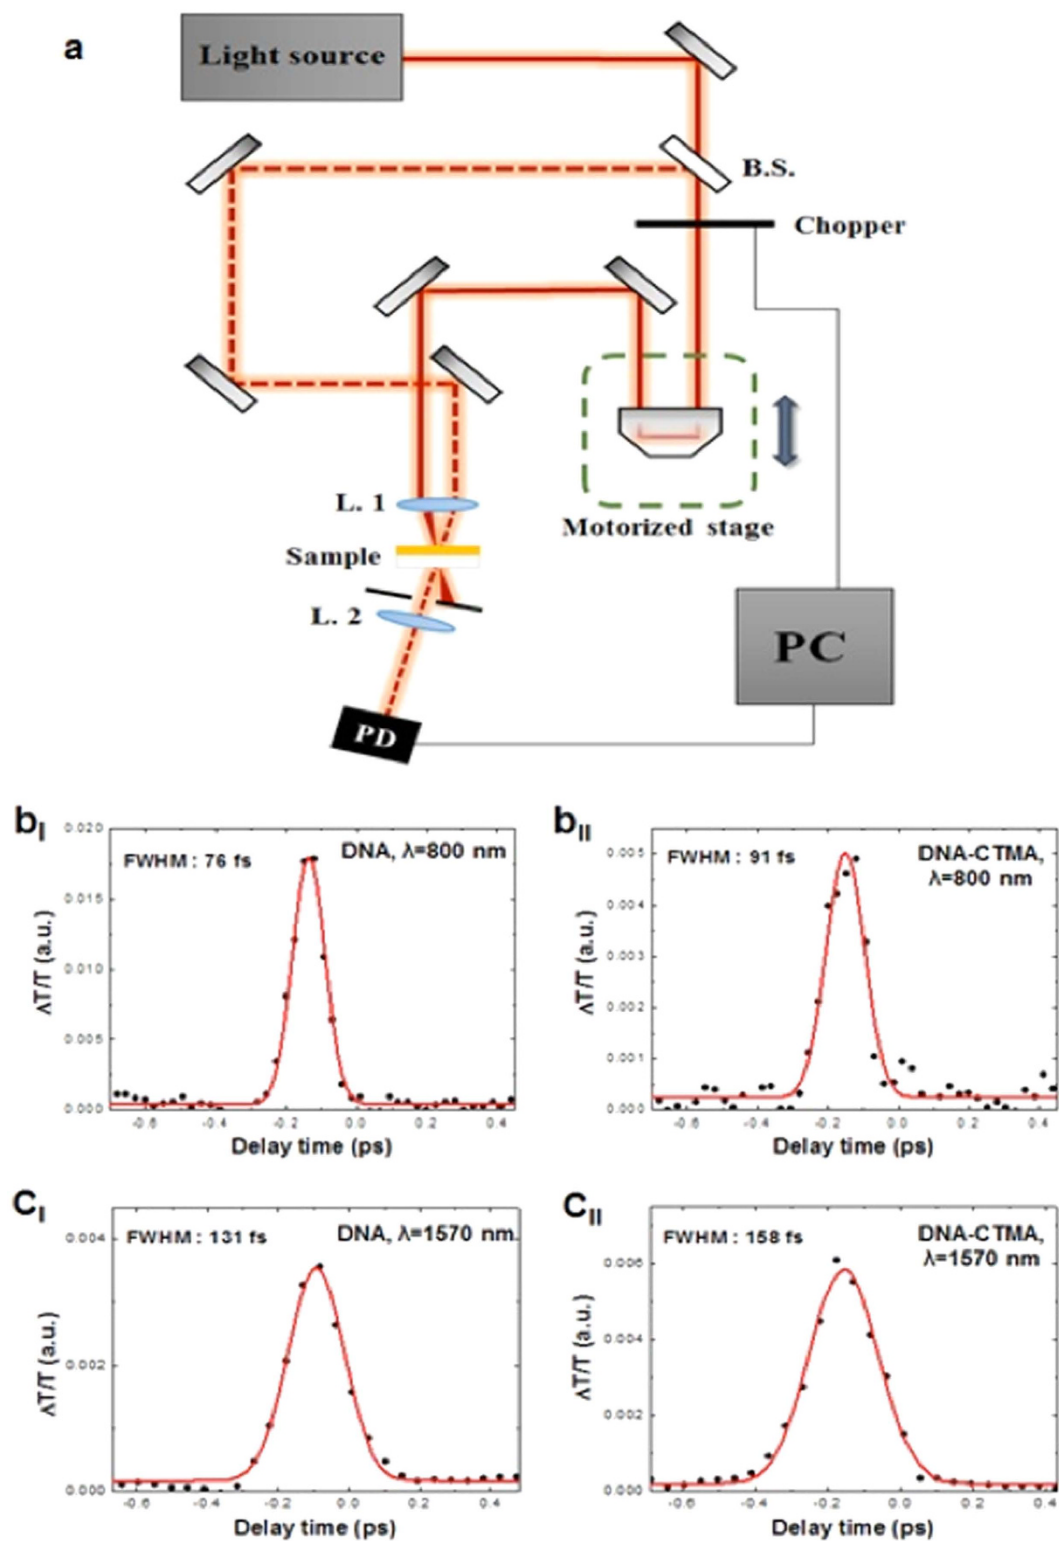 a
Light source
B.S.
Chopper
L. 1
Motorized stage
Sample
L. 2
PC
PD
bI
FWHM : 76 fs
DNA, λ=800 nm
0.020
0.015
0.010
0.005
0.000
ΔT/T (a.u.)
-0.6 -0.4 -0.2 0.0 0.2 0.4
Delay time (ps)
bII
FWHM : 91 fs
DNA-CTMA,
λ=800 nm
0.005
0.004
0.003
0.002
0.001
0.000
ΔT/T (a.u.)
-0.6 -0.4 -0.2 0.0 0.2 0.4
Delay time (ps)
CI
FWHM : 131 fs
DNA, λ=1570 nm.
0.004
0.002
0.000
ΔT/T (a.u.)
-0.6 -0.4 -0.2 0.0 0.2 0.4
Delay time (ps)
CII
FWHM : 158 fs
DNA-CTMA,
λ=1570 nm
0.006
0.004
0.002
0.000
ΔT/T (a.u.)
-0.6 -0.4 -0.2 0.0 0.2 0.4
Delay time (ps)